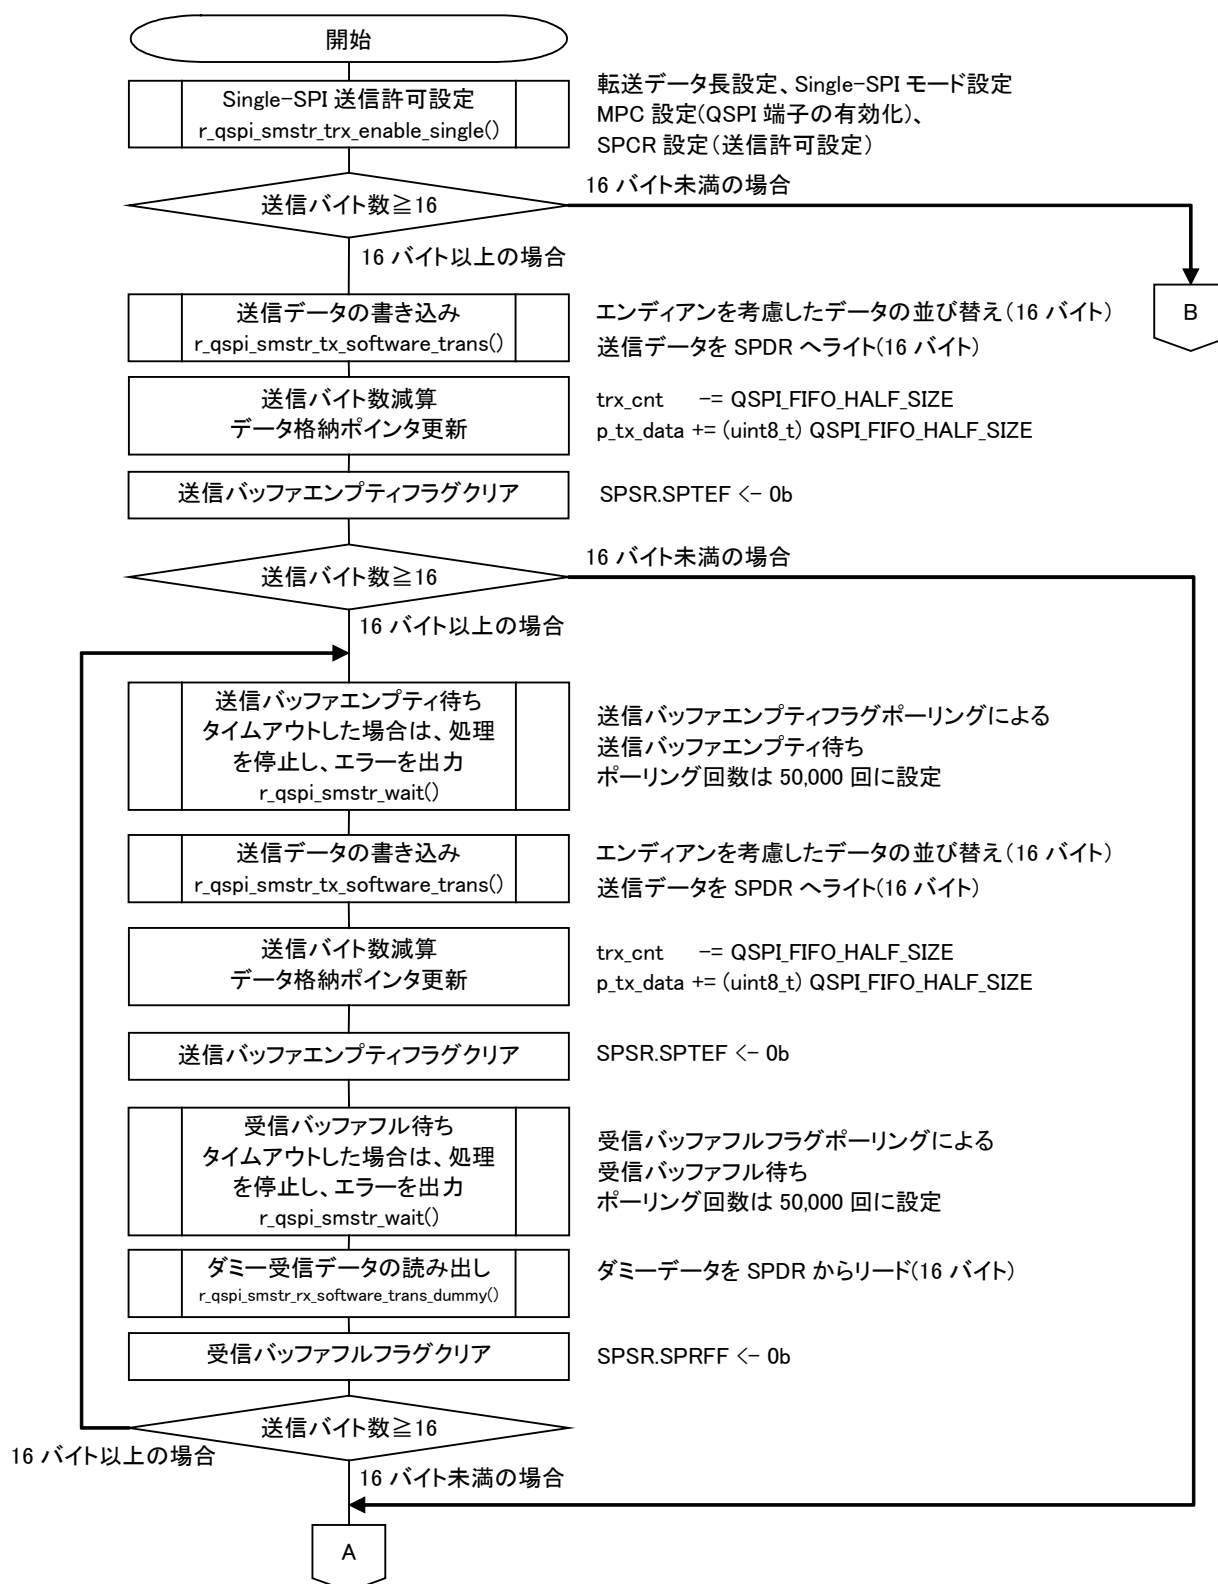 開始
Single-SPI 送信許可設定
r_qspi_smstr_trx_enable_single()
転送データ長設定、Single-SPI モード設定
MPC 設定(QSPI 端子の有効化)、
SPCR 設定(送信許可設定)
送信バイト数≧16
16 バイト未満の場合
16 バイト以上の場合
B
送信データの書き込み
r_qspi_smstr_tx_software_trans()
エンディアンを考慮したデータの並び替え(16 バイト)
送信データを SPDR へライト(16 バイト)
送信バイト数減算
データ格納ポインタ更新
trx_cnt -= QSPI_FIFO_HALF_SIZE
p_tx_data += (uint8_t) QSPI_FIFO_HALF_SIZE
送信バッファエンプティフラグクリア
SPSR.SPTEF <- 0b
送信バイト数≧16
16 バイト未満の場合
16 バイト以上の場合
送信バッファエンプティ待ち
タイムアウトした場合は、処理
を停止し、エラーを出力
r_qspi_smstr_wait()
送信バッファエンプティフラグポーリングによる
送信バッファエンプティ待ち
ポーリング回数は 50,000 回に設定
送信データの書き込み
r_qspi_smstr_tx_software_trans()
エンディアンを考慮したデータの並び替え(16 バイト)
送信データを SPDR へライト(16 バイト)
送信バイト数減算
データ格納ポインタ更新
trx_cnt -= QSPI_FIFO_HALF_SIZE
p_tx_data += (uint8_t) QSPI_FIFO_HALF_SIZE
送信バッファエンプティフラグクリア
SPSR.SPTEF <- 0b
受信バッファフル待ち
タイムアウトした場合は、処理
を停止し、エラーを出力
r_qspi_smstr_wait()
受信バッファフルフラグポーリングによる
受信バッファフル待ち
ポーリング回数は 50,000 回に設定
ダミー受信データの読み出し
r_qspi_smstr_rx_software_trans_dummy()
ダミーデータを SPDR からリード(16 バイト)
受信バッファフルフラグクリア
SPSR.SPRFF <- 0b
送信バイト数≧16
16 バイト以上の場合
16 バイト未満の場合
A